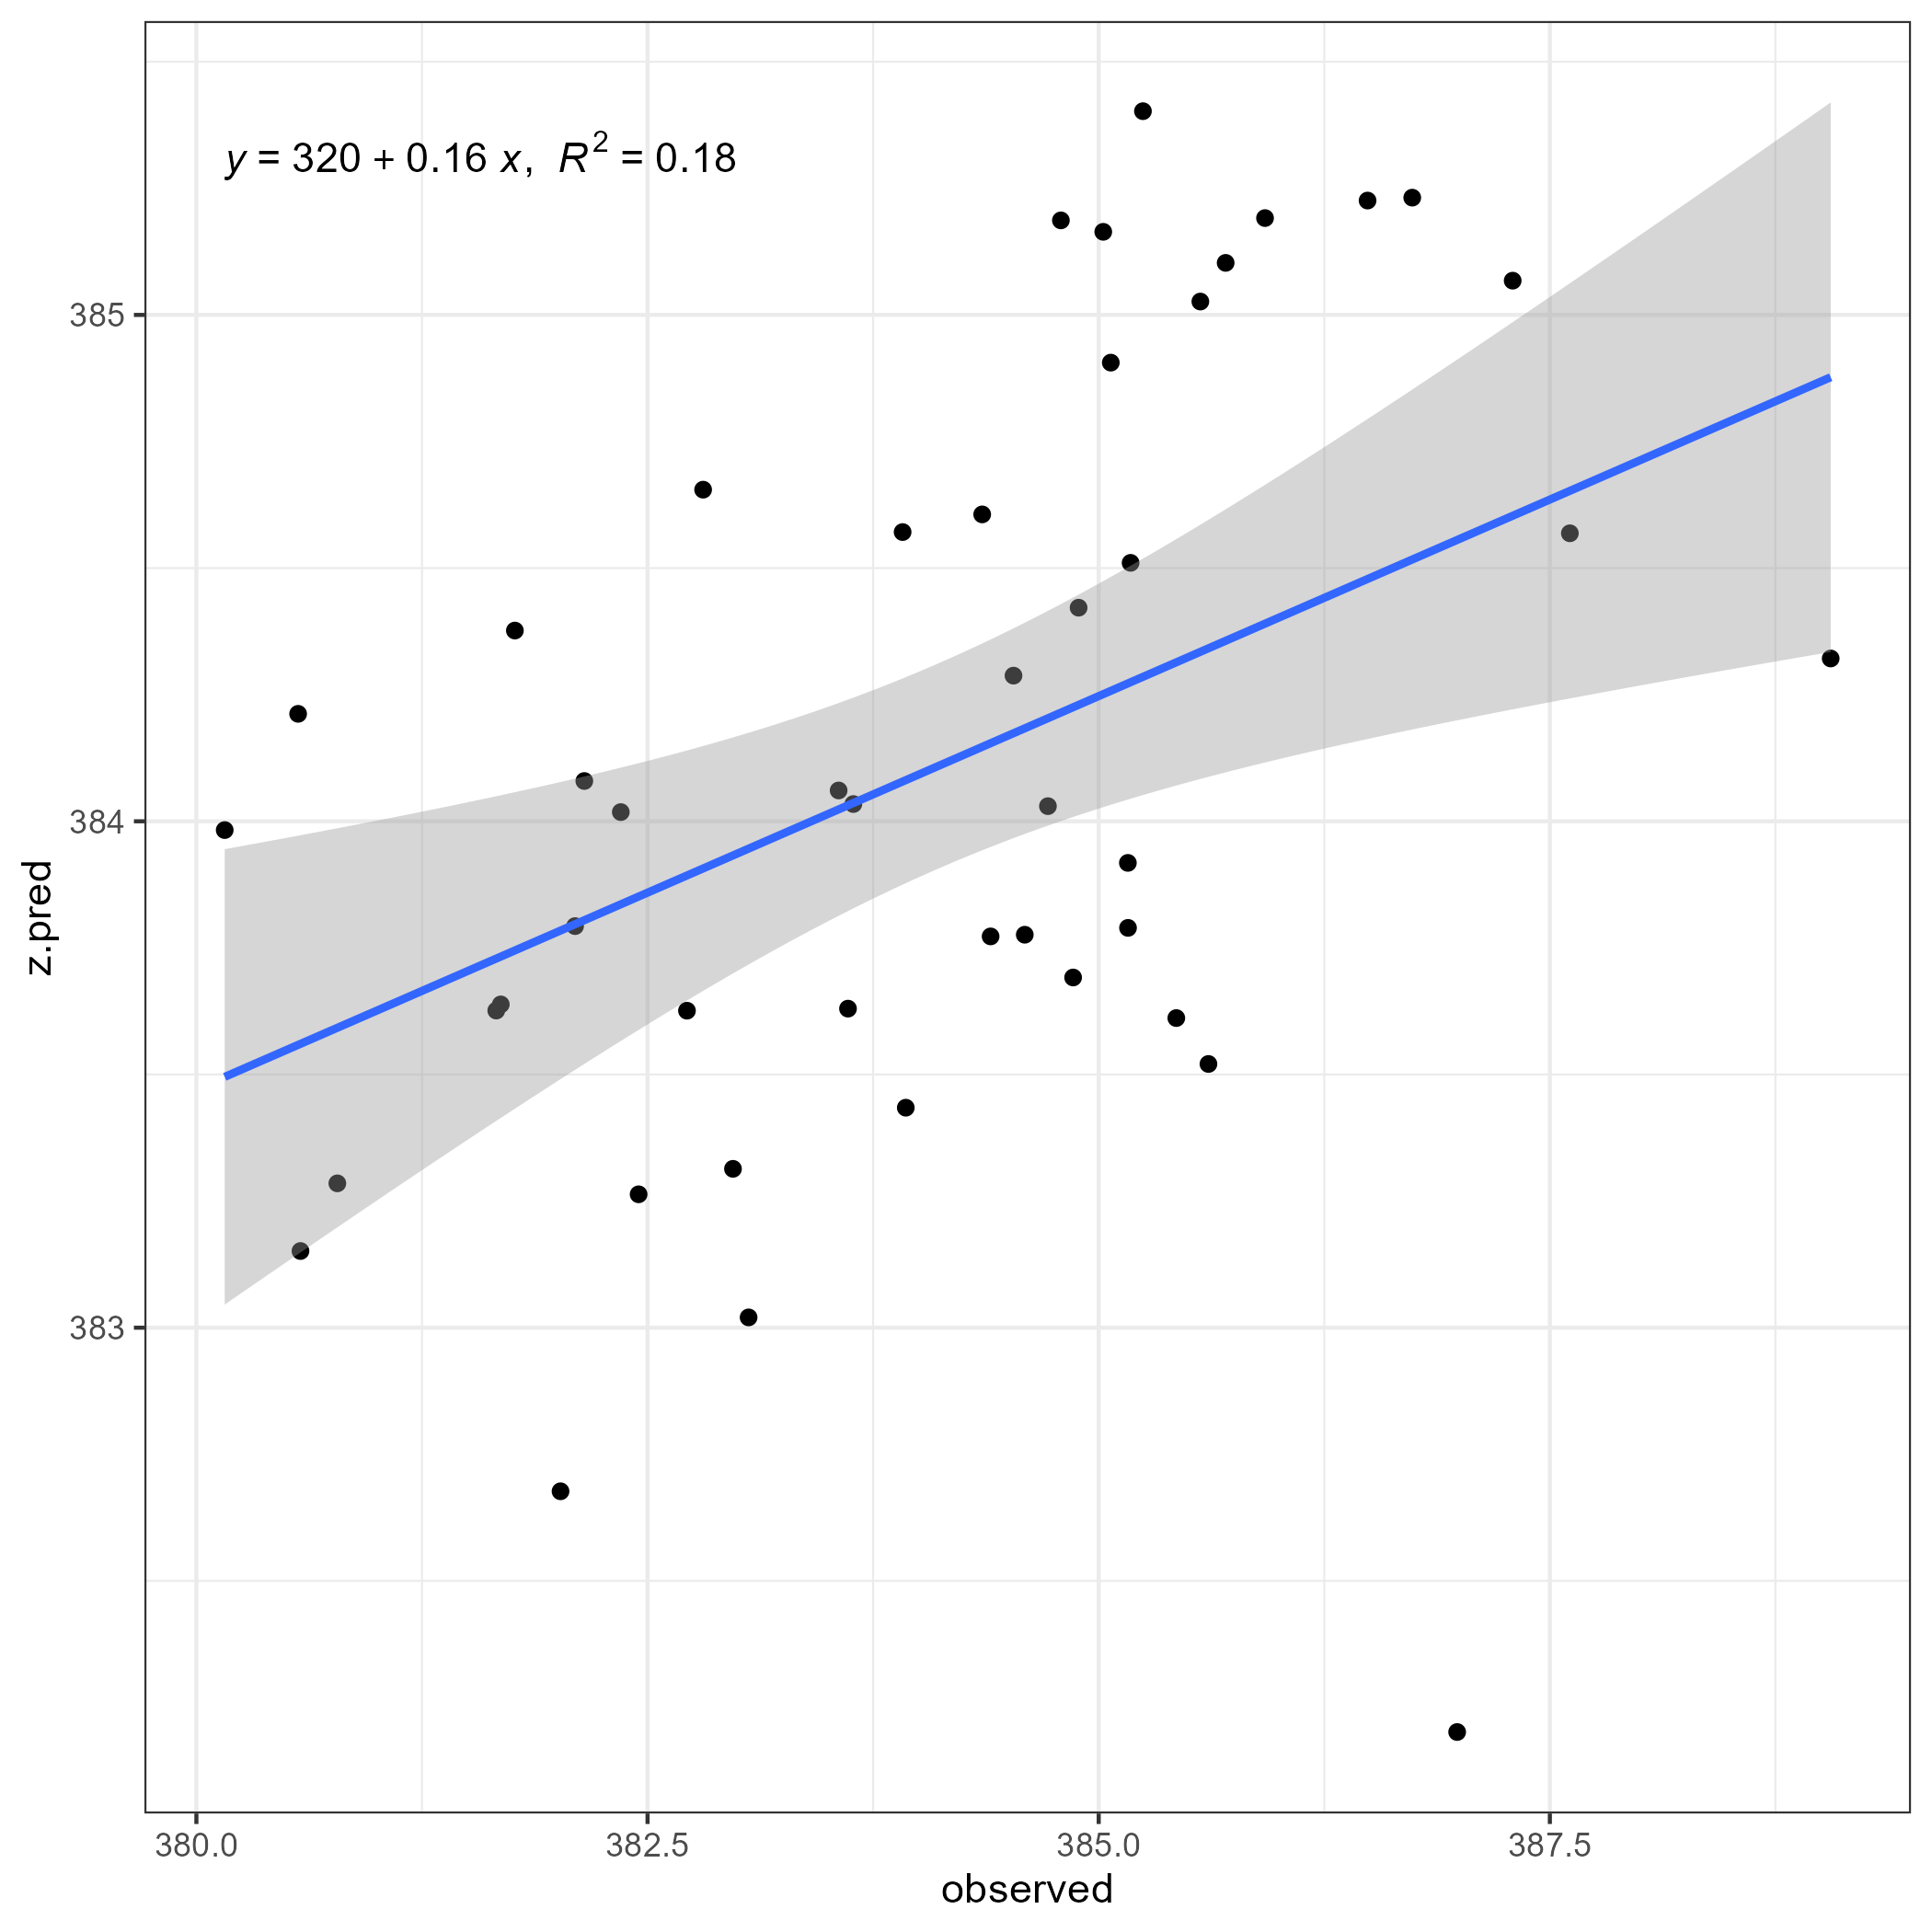 y = 320 + 0.16 x, R² = 0.18
385
384
383
z.pred
380.0 382.5 385.0 387.5
observed